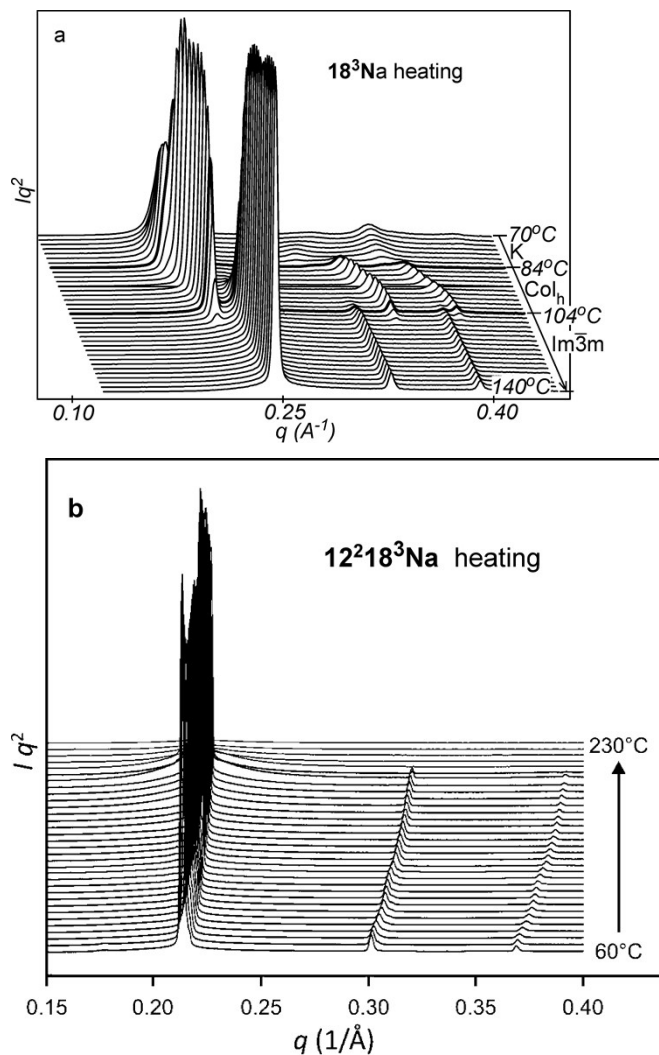 a
18³Na heating
Iq²
70°C
K
84°C
Colₕ
104°C
Im3̅m
140°C
0.10 0.25 0.40
q (A⁻¹)
b
12²18³Na heating
I q²
230°C
60°C
0.15 0.20 0.25 0.30 0.35 0.40
q (1/Å)